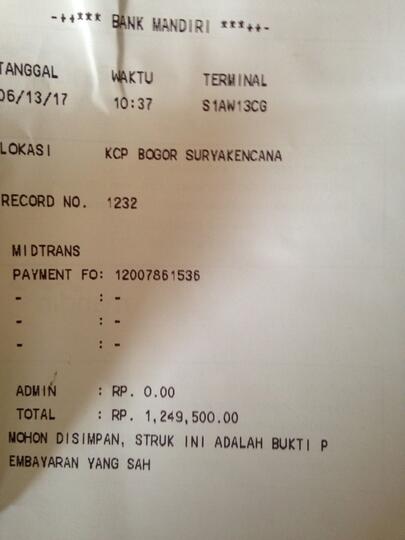 -++*** BANK MANDIRI ***++-
TANGGAL WAKTU TERMINAL
06/13/17 10:37 S1AW13CG
LOKASI KCP BOGOR SURYAKENCANA
RECORD NO. 1232
MIDTRANS
PAYMENT FO: 12007861536
- : -
- : -
- : -
ADMIN : RP. 0.00
TOTAL : RP. 1,249,500.00
MOHON DISIMPAN, STRUK INI ADALAH BUKTI P
EMBAYARAN YANG SAH